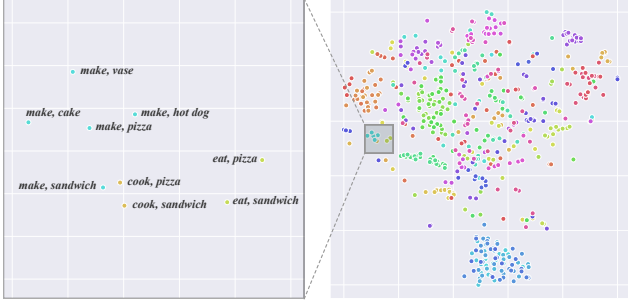 make, vase
make, cake
make, hot dog
make, pizza
eat, pizza
make, sandwich
cook, pizza
cook, sandwich
eat, sandwich